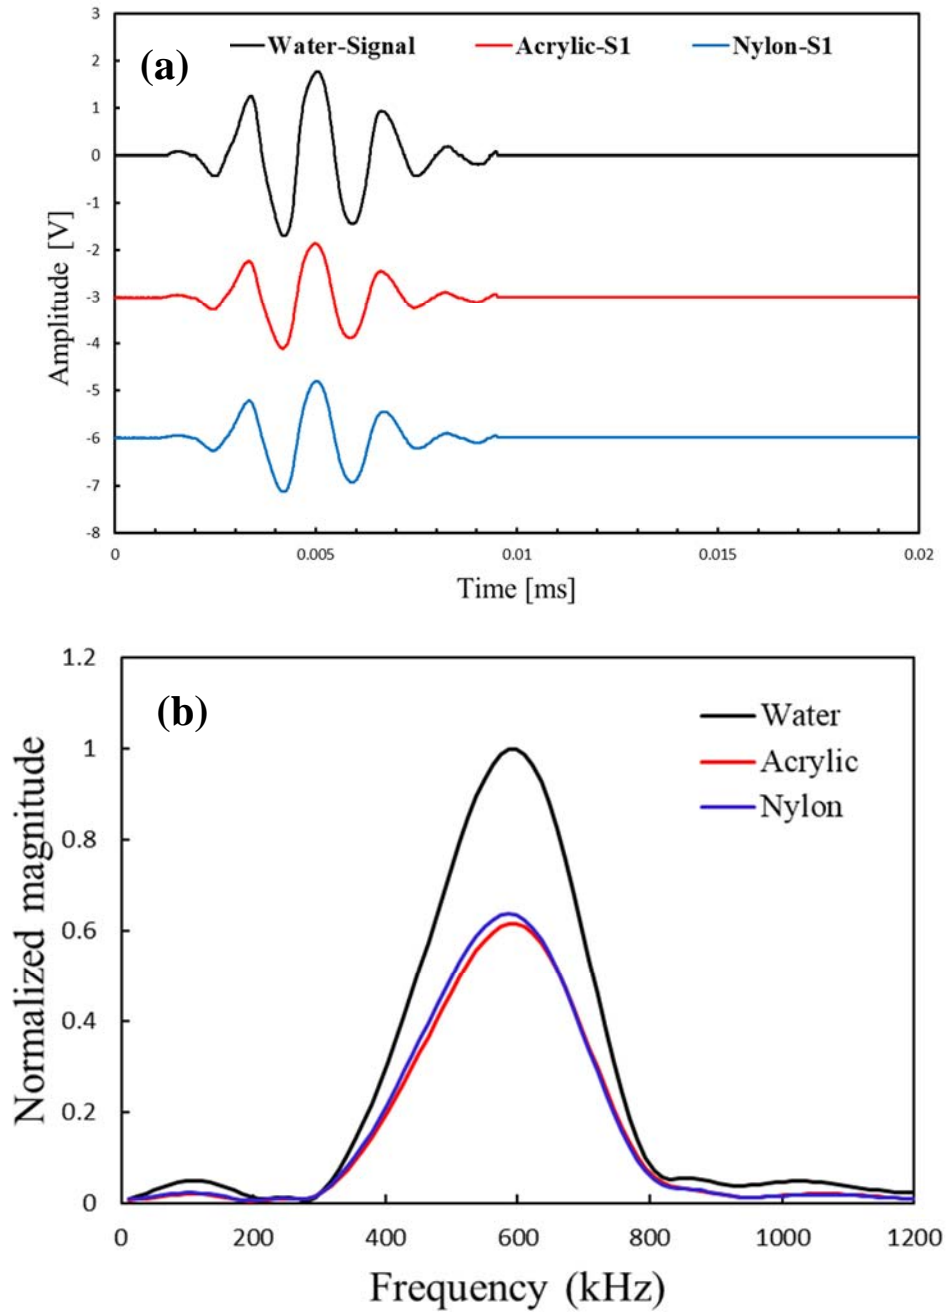 3
Water-Signal Acrylic-S1 Nylon-S1
(a)
2
1
0
-1
-2
-3
-4
-5
-6
-7
-8
Amplitude [V]
0 0.005 0.01 0.015 0.02
Time [ms]
1.2
(b)
Water
1
Acrylic
Nylon
0.8
0.6
0.4
0.2
0
Normalized magnitude
0 200 400 600 800 1000 1200
Frequency (kHz)